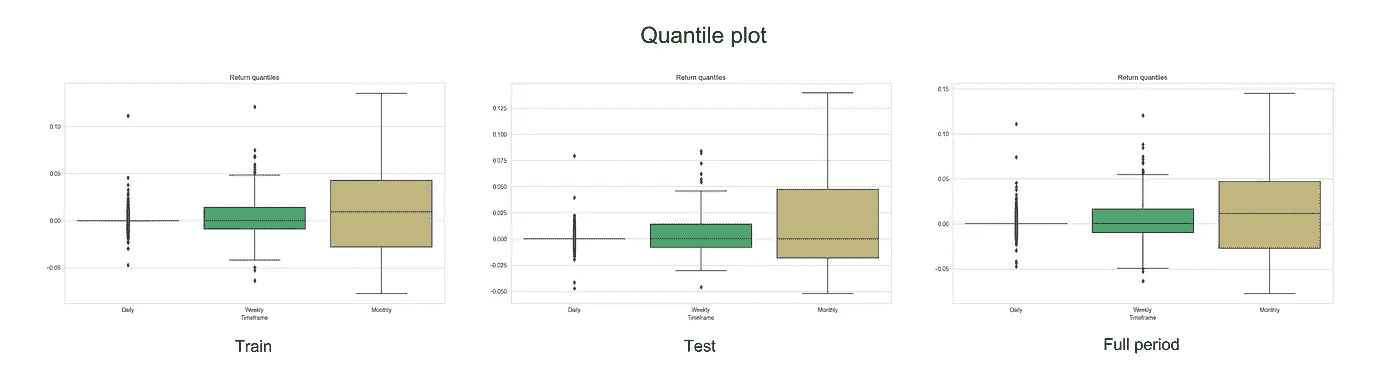 Quantile plot
Return quantiles
0.10
0.05
0.00
−0.05
Daily
Weekly
Monthly
Timeframe
Train
Return quantiles
0.125
0.100
0.075
0.050
0.025
0.000
−0.025
−0.050
Daily
Weekly
Monthly
Timeframe
Test
Return quantiles
0.15
0.10
0.05
0.00
−0.05
Daily
Weekly
Monthly
Timeframe
Full period